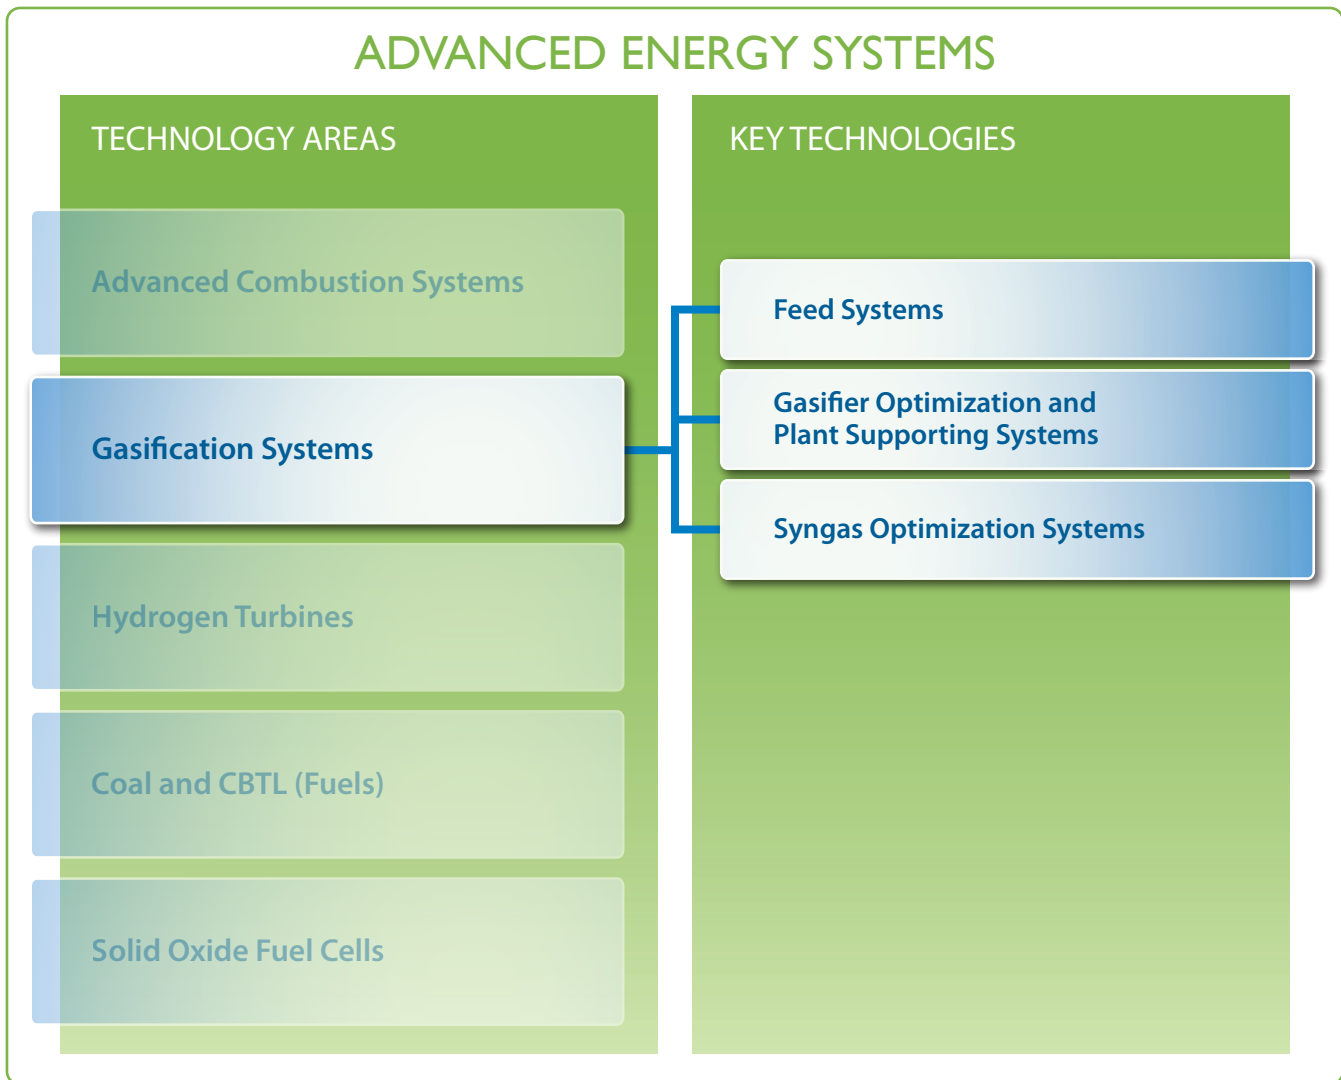 ADVANCED ENERGY SYSTEMS
TECHNOLOGY AREAS
Advanced Combustion Systems
Gasification Systems
Hydrogen Turbines
Coal and CBTL (Fuels)
Solid Oxide Fuel Cells
KEY TECHNOLOGIES
Feed Systems
Gasifier Optimization and
Plant Supporting Systems
Syngas Optimization Systems